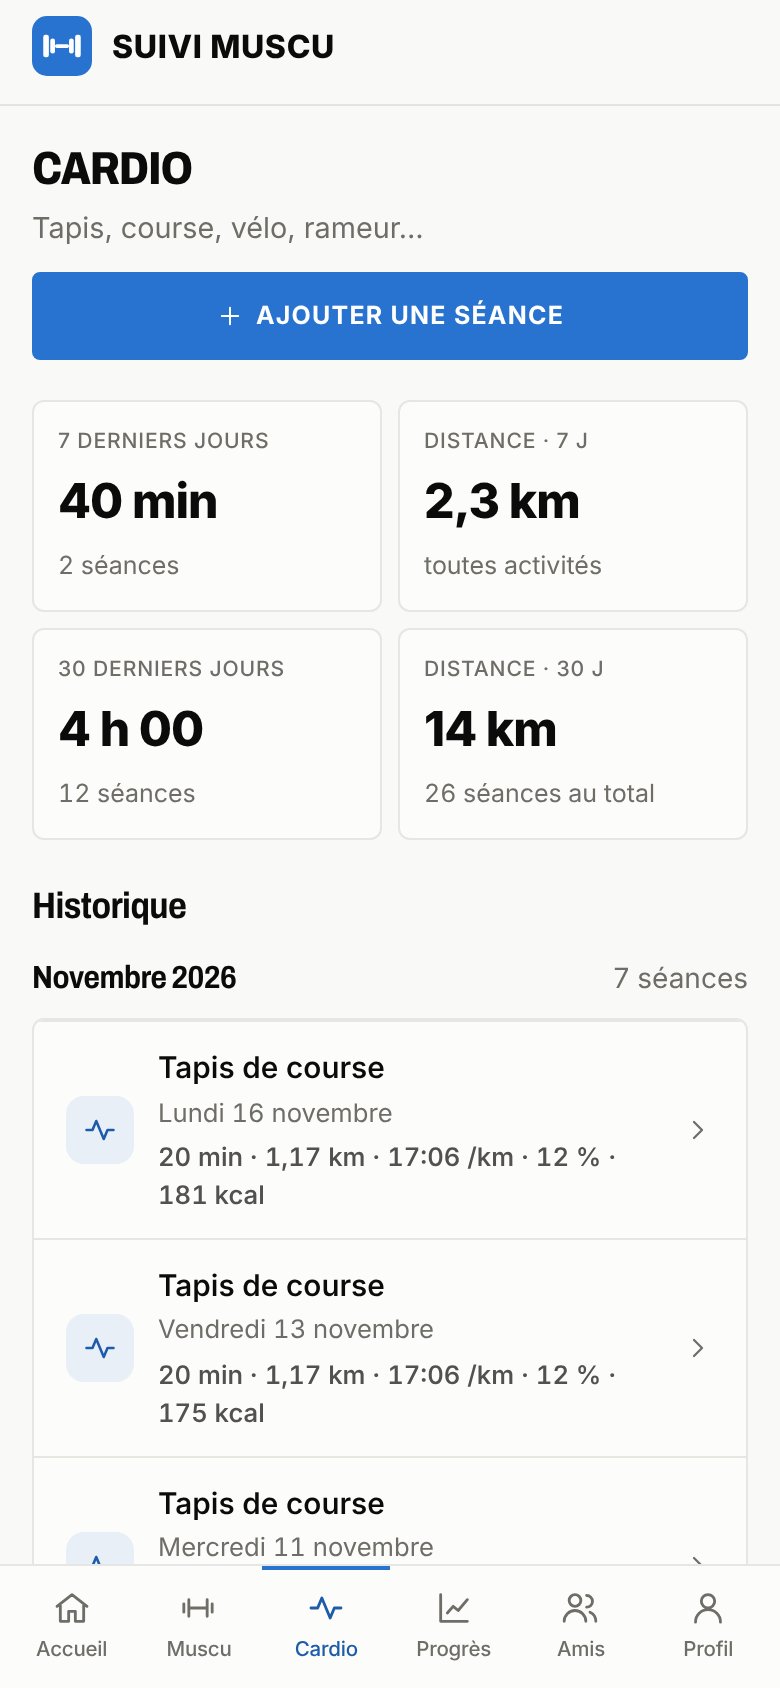 SUIVI MUSCU
CARDIO
Tapis, course, vélo, rameur...
+ AJOUTER UNE SÉANCE
7 DERNIERS JOURS
40 min
2 séances
DISTANCE · 7 J
2,3 km
toutes activités
30 DERNIERS JOURS
4 h 00
12 séances
DISTANCE · 30 J
14 km
26 séances au total
Historique
Novembre 2026
7 séances
Tapis de course
Lundi 16 novembre
20 min · 1,17 km · 17:06 /km · 12 % ·
181 kcal
Tapis de course
Vendredi 13 novembre
20 min · 1,17 km · 17:06 /km · 12 % ·
175 kcal
Tapis de course
Mercredi 11 novembre
Accueil
Muscu
Cardio
Progrès
Amis
Profil